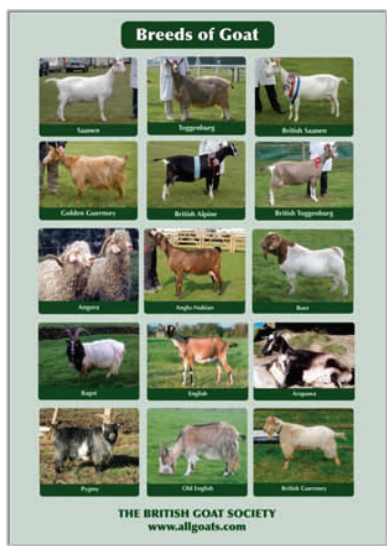 Breeds of Goat
Saanen
Toggenburg
British Saanen
Golden Guernsey
British Alpine
British Toggenburg
Angora
Anglo Nubian
Boer
Bagot
English
Arapawa
Pygmy
Old English
British Guernsey
THE BRITISH GOAT SOCIETY
www.allgoats.com